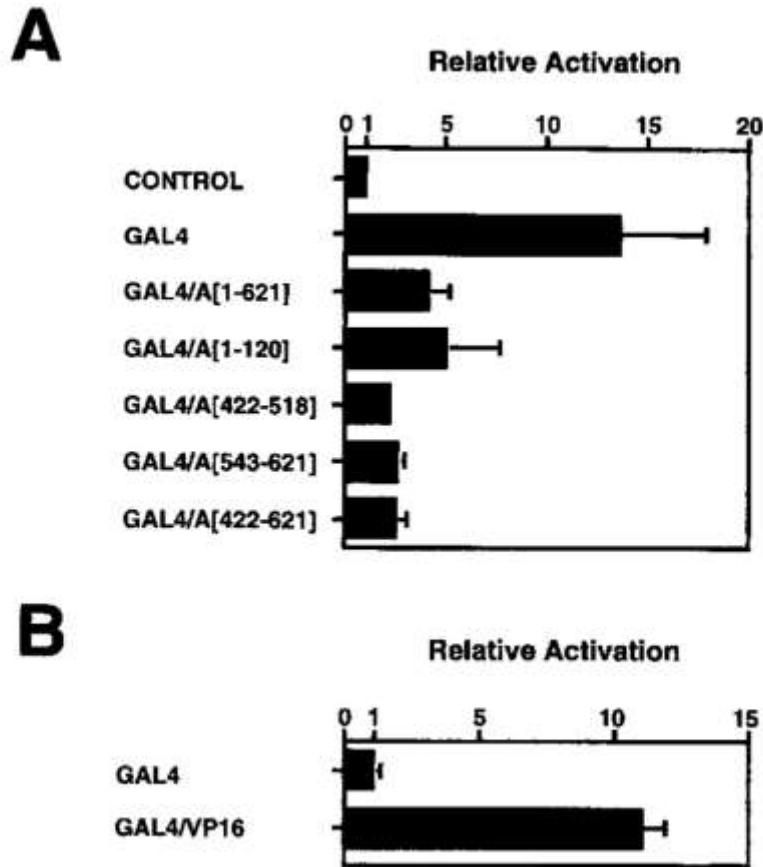 A
Relative Activation
0 1 5 10 15 20
CONTROL
GAL4
GAL4/A[1-621]
GAL4/A[1-120]
GAL4/A[422-518]
GAL4/A[543-621]
GAL4/A[422-621]
B
Relative Activation
0 1 5 10 15
GAL4
GAL4/VP16